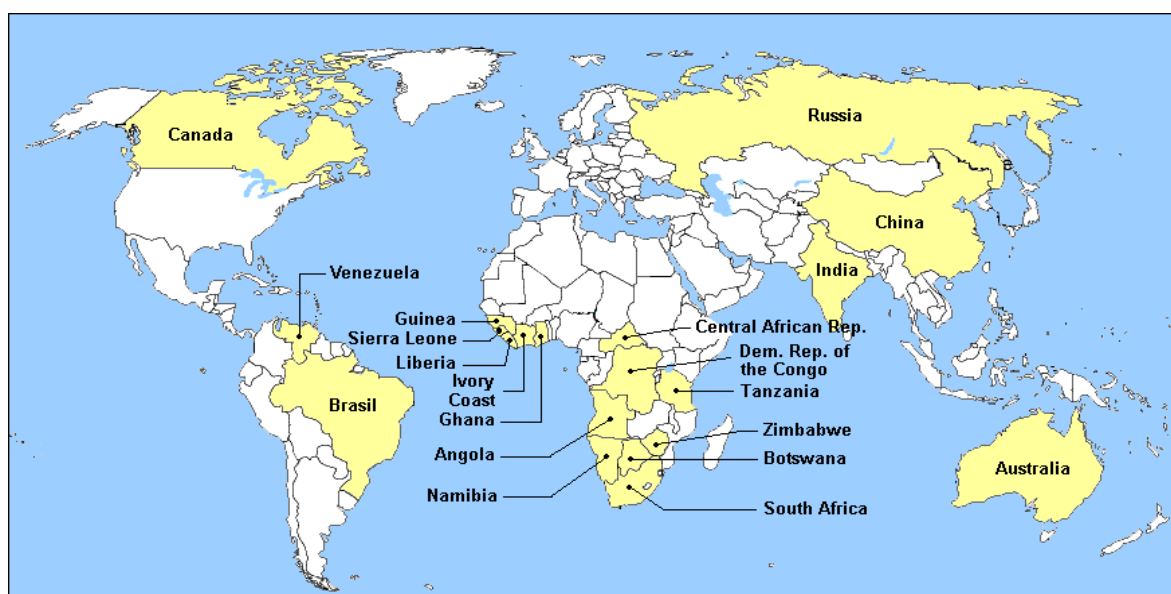 Canada
Russia
China
India
Venezuela
Guinea
Sierra Leone
Liberia
Ivory
Coast
Ghana
Central African Rep.
Dem. Rep. of
the Congo
Tanzania
Brasil
Angola
Zimbabwe
Botswana
Namibia
South Africa
Australia